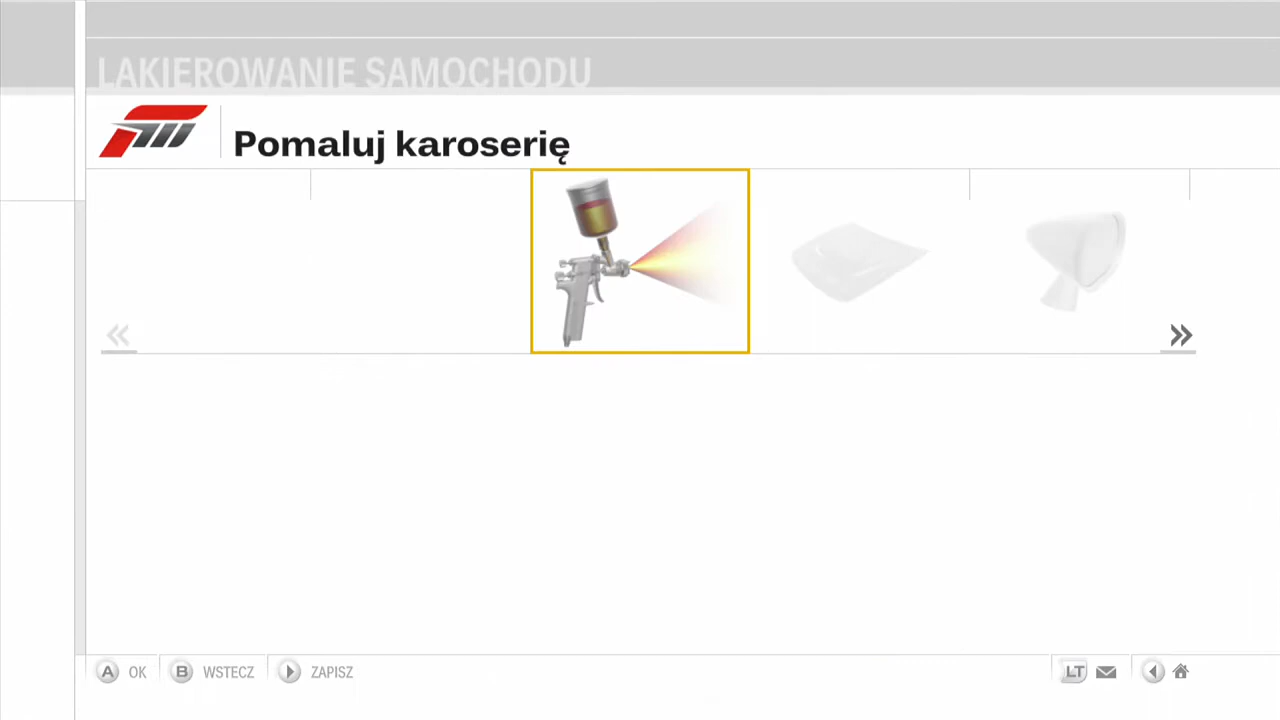 LAKIEROWANIE SAMOCHODU
Pomaluj karoserię
A OK B WSTECZ ZAPISZ LT